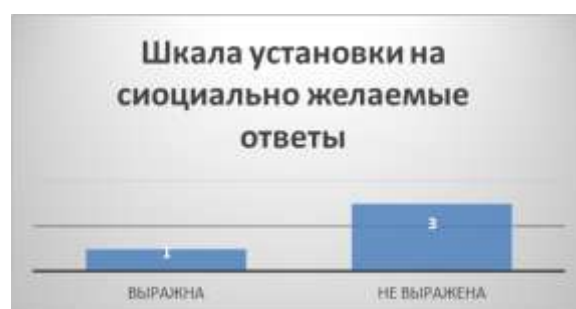 Шкала установки на
сиоциально желаемые
ответы
1
3
ВЫРАЖНА
НЕ ВЫРАЖЕНА